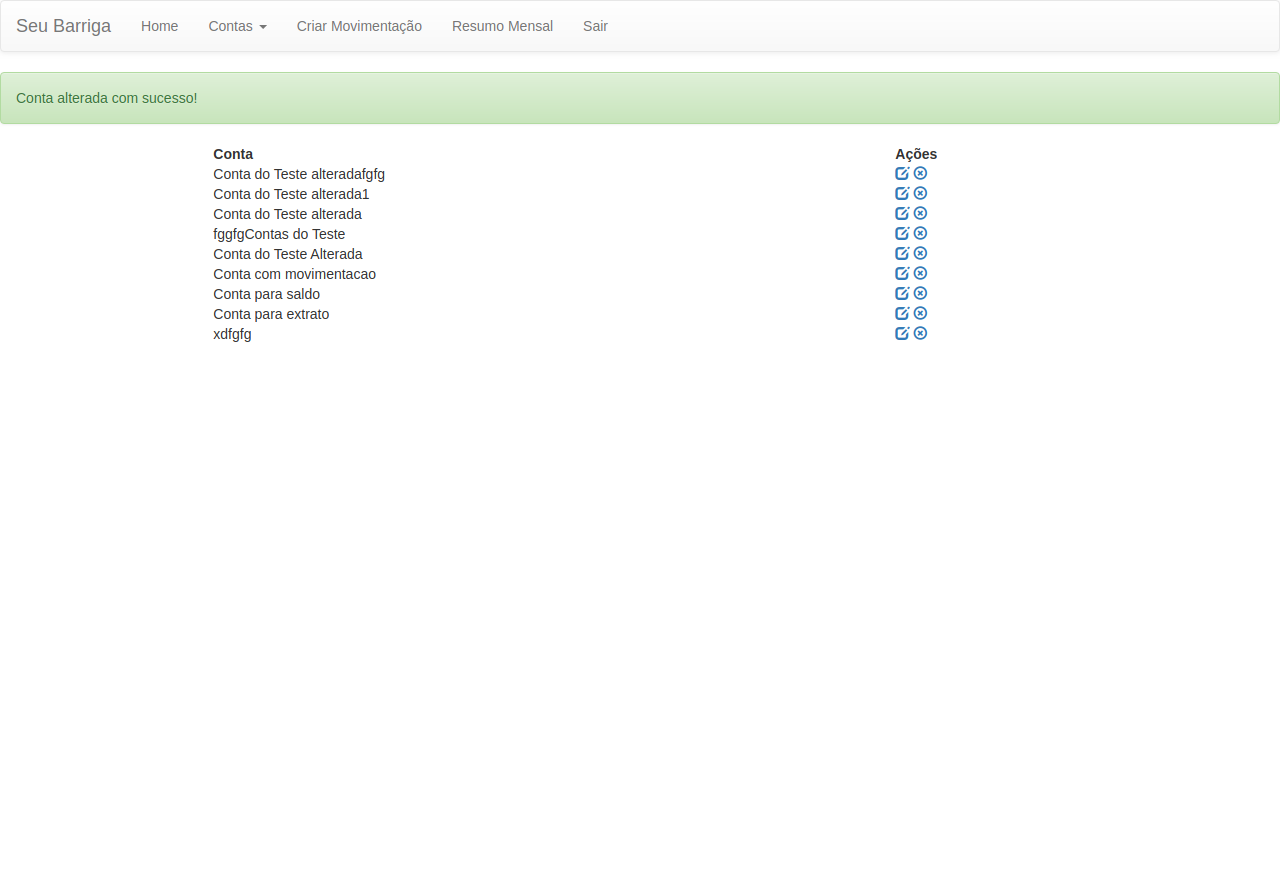 Seu Barriga Home Contas Criar Movimentação Resumo Mensal Sair
Conta alterada com sucesso!
Conta Ações
Conta do Teste alteradafgfg
Conta do Teste alterada1
Conta do Teste alterada
fggfgContas do Teste
Conta do Teste Alterada
Conta com movimentacao
Conta para saldo
Conta para extrato
xdfgfg